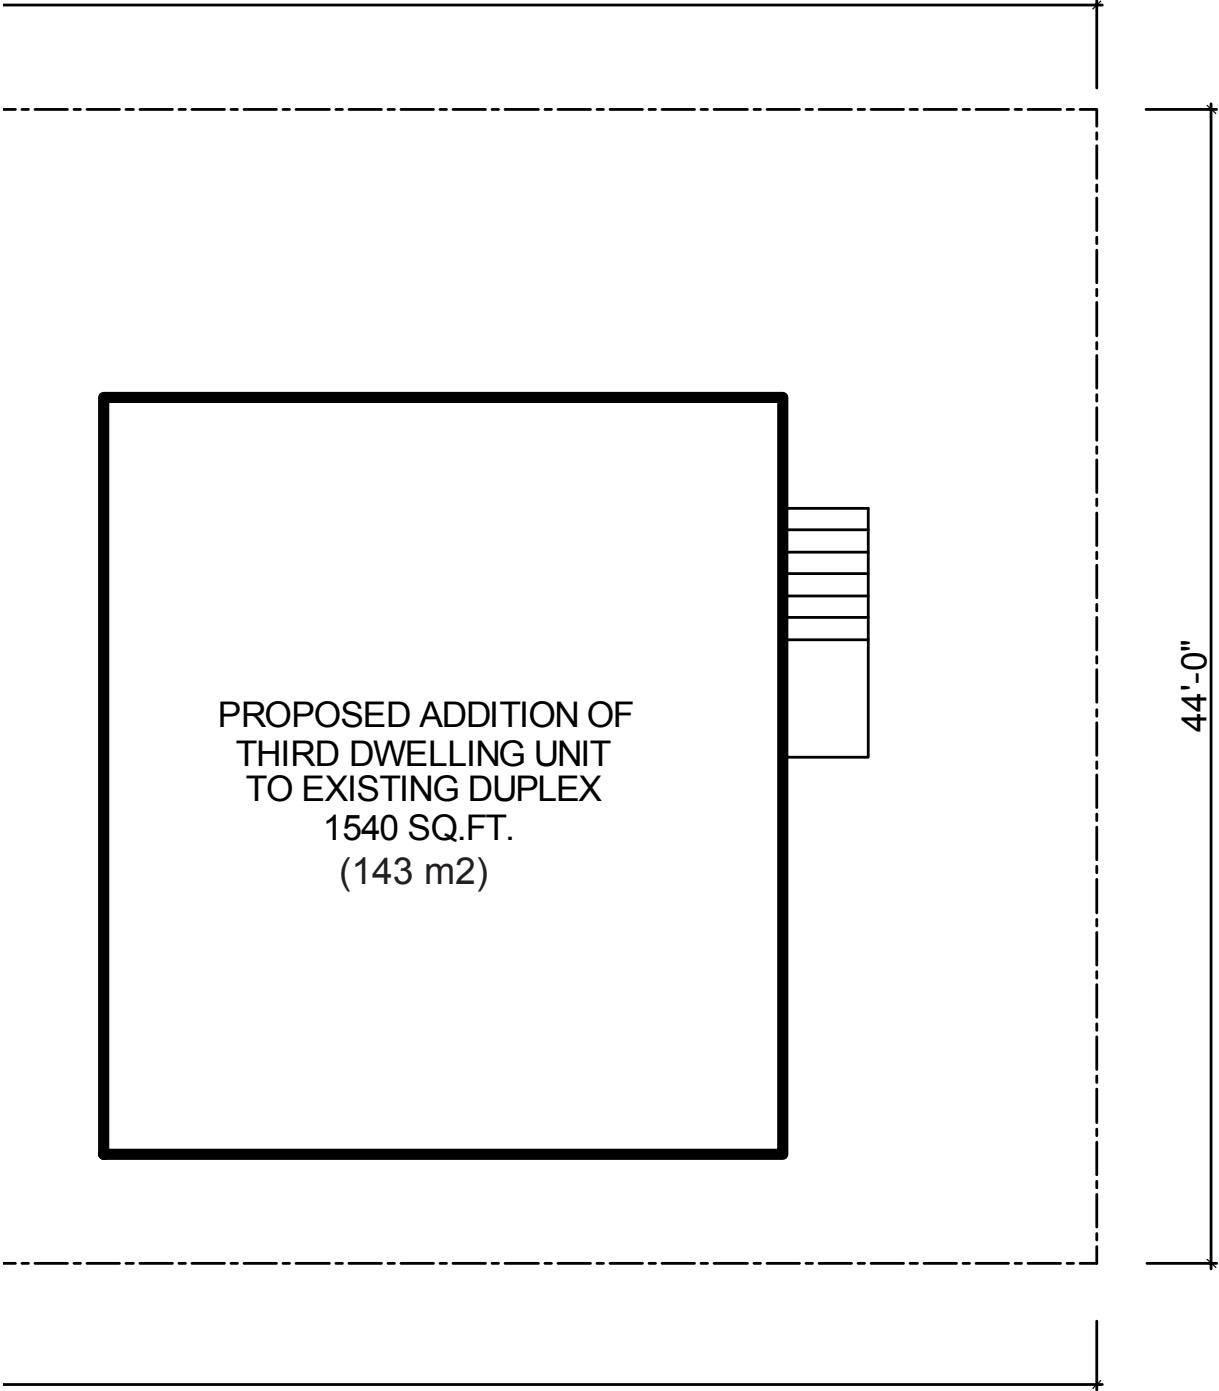 PROPOSED ADDITION OF
THIRD DWELLING UNIT
TO EXISTING DUPLEX
1540 SQ.FT.
(143 m2)
44'-0"